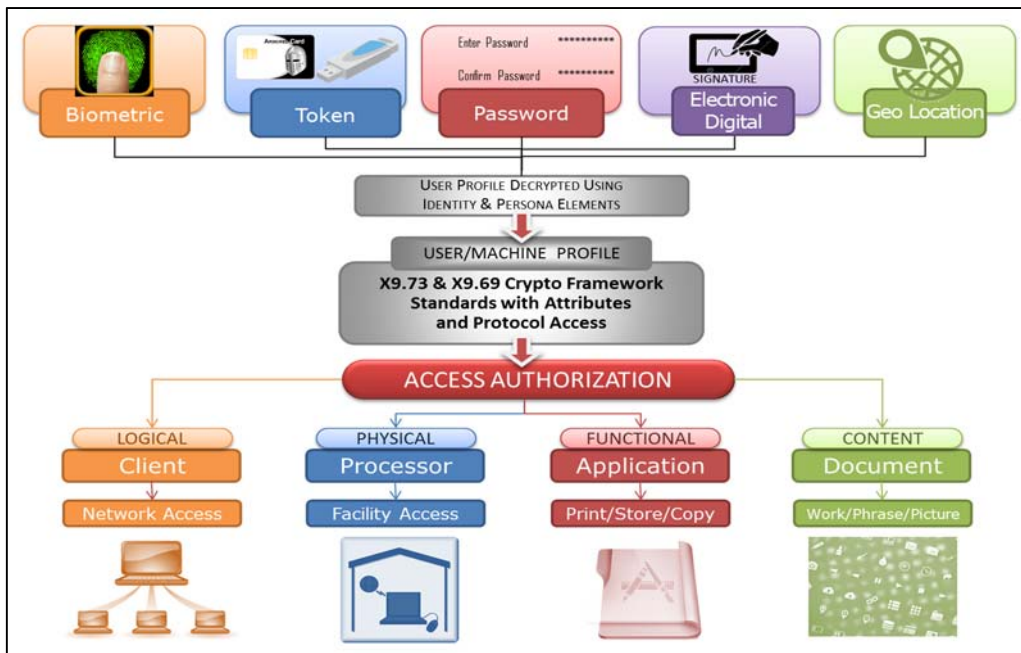 Access Card
Enter Password **********
Confirm Password **********
SIGNATURE
Biometric
Token
Password
Electronic
Digital
Geo Location
USER PROFILE DECRYPTED USING
IDENTITY & PERSONA ELEMENTS
USER/MACHINE PROFILE
X9.73 & X9.69 Crypto Framework
Standards with Attributes
and Protocol Access
ACCESS AUTHORIZATION
LOGICAL
Client
Network Access
PHYSICAL
Processor
Facility Access
FUNCTIONAL
Application
Print/Store/Copy
CONTENT
Document
Work/Phrase/Picture